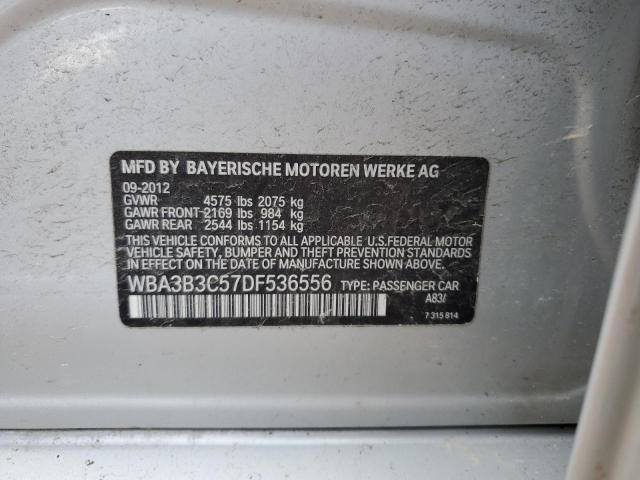 MFD BY BAYERISCHE MOTOREN WERKE AG
09-2012
GVWR 4575 lbs 2075 kg
GAWR FRONT-2169 lbs 984 kg
GAWR REAR 2544 lbs 1154 kg
THIS VEHICLE CONFORMS TO ALL APPLICABLE U.S.FEDERAL MOTOR
VEHICLE SAFETY, BUMPER AND THEFT PREVENTION STANDARDS
IN EFFECT ON THE DATE OF MANUFACTURE SHOWN ABOVE.
WBA3B3C57DF536556 TYPE: PASSENGER CAR
A83/
7 315 814